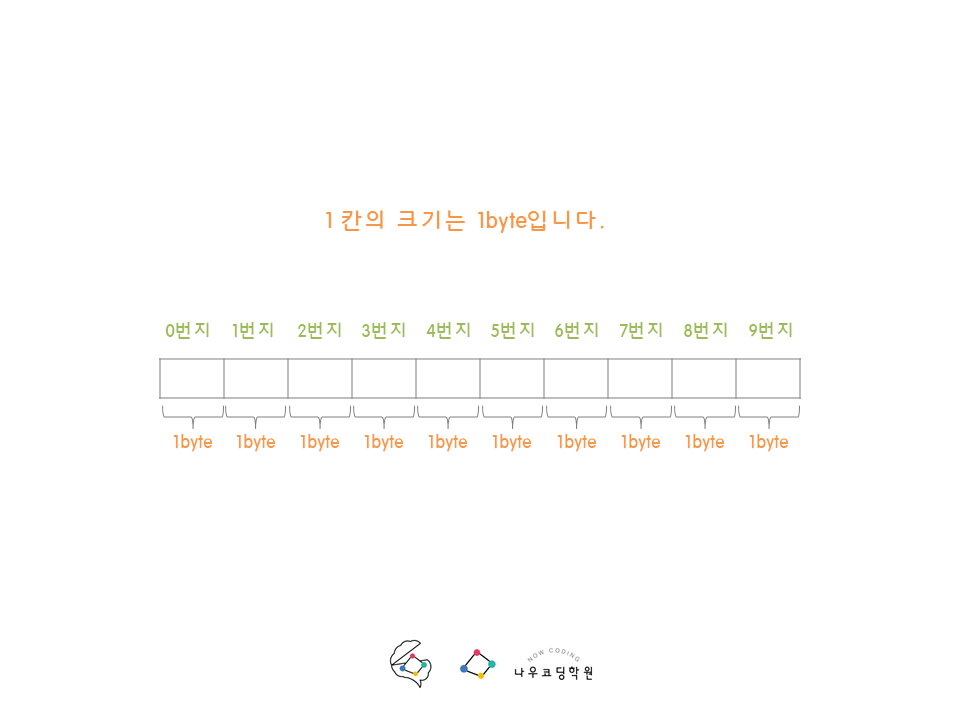 1 칸의 크기는 1byte입니다.
0번지 1번지 2번지 3번지 4번지 5번지 6번지 7번지 8번지 9번지
1byte 1byte 1byte 1byte 1byte 1byte 1byte 1byte 1byte 1byte
NOW CODING
나우코딩학원